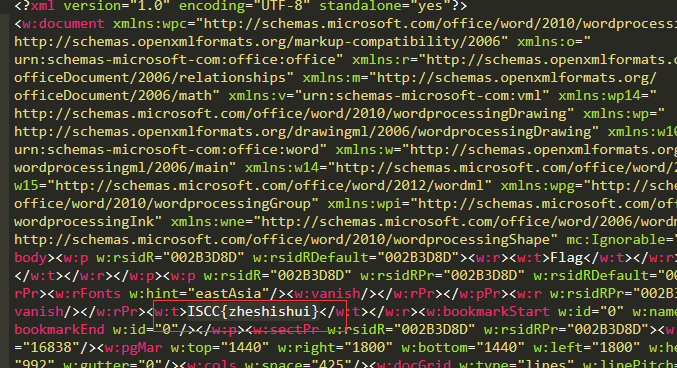 <?xml version="1.0" encoding="UTF-8" standalone="yes"?>
<w:document xmlns:wpc="http://schemas.microsoft.com/office/word/2010/wordprocessi
http://schemas.openxmlformats.org/markup-compatibility/2006" xmlns:o="
urn:schemas-microsoft-com:office:office" xmlns:r="http://schemas.openxmlformats.o
officeDocument/2006/relationships" xmlns:m="http://schemas.openxmlformats.org/
officeDocument/2006/math" xmlns:v="urn:schemas-microsoft-com:vml" xmlns:wp14="
http://schemas.microsoft.com/office/word/2010/wordprocessingDrawing" xmlns:wp="
http://schemas.openxmlformats.org/drawingml/2006/wordprocessingDrawing" xmlns:w10
urn:schemas-microsoft-com:office:word" xmlns:w="http://schemas.openxmlformats.org
wordprocessingml/2006/main" xmlns:w14="http://schemas.microsoft.com/office/word/2
w15="http://schemas.microsoft.com/office/word/2012/wordml" xmlns:wpg="http://sche
office/word/2010/wordprocessingGroup" xmlns:wpi="http://schemas.microsoft.com/of
wordprocessingInk" xmlns:wne="http://schemas.microsoft.com/office/word/2006/wordm
http://schemas.microsoft.com/office/word/2010/wordprocessingShape" mc:Ignorable="
body><w:p w:rsidR="002B3D8D" w:rsidRDefault="002B3D8D"><w:r><w:t>Flag</w:t></w:r>
</w:t></w:r></w:p><w:p w:rsidR="002B3D8D" w:rsidRPr="002B3D8D" w:rsidRDefault="00
rPr><w:rFonts w:hint="eastAsia"/><w:vanish/></w:rPr></w:pPr><w:r w:rsidRPr="002B3
vanish/></w:rPr><w:t>ISCC{zheshishui}</w:t></w:r><w:bookmarkStart w:id="0" w:name
bookmarkEnd w:id="0"/></w:p><w:sectPr w:rsidR="002B3D8D" w:rsidRPr="002B3D8D"><w:
="16838"/><w:pgMar w:top="1440" w:right="1800" w:bottom="1440" w:left="1800" w:he
"992" w:gutter="0"/><w:cols w:space="425"/><w:docGrid w:type="lines" w:linePitch=